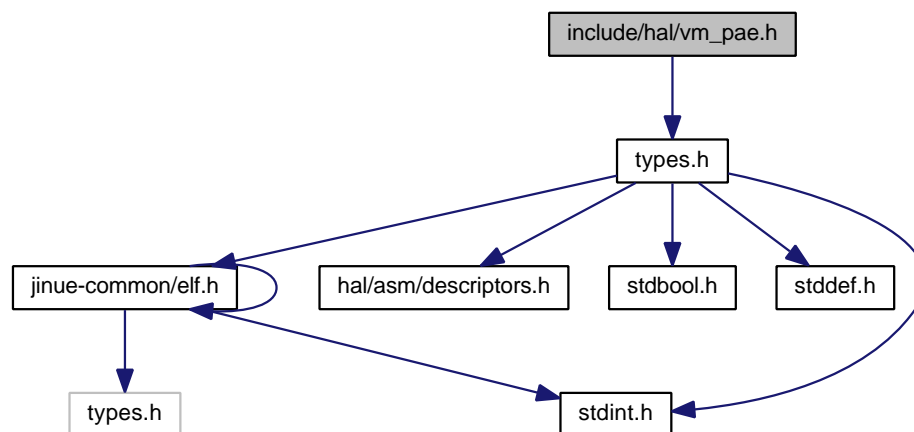 include/hal/vm_pae.h
types.h
jinue-common/elf.h
hal/asm/descriptors.h
stdbool.h
stddef.h
types.h
stdint.h